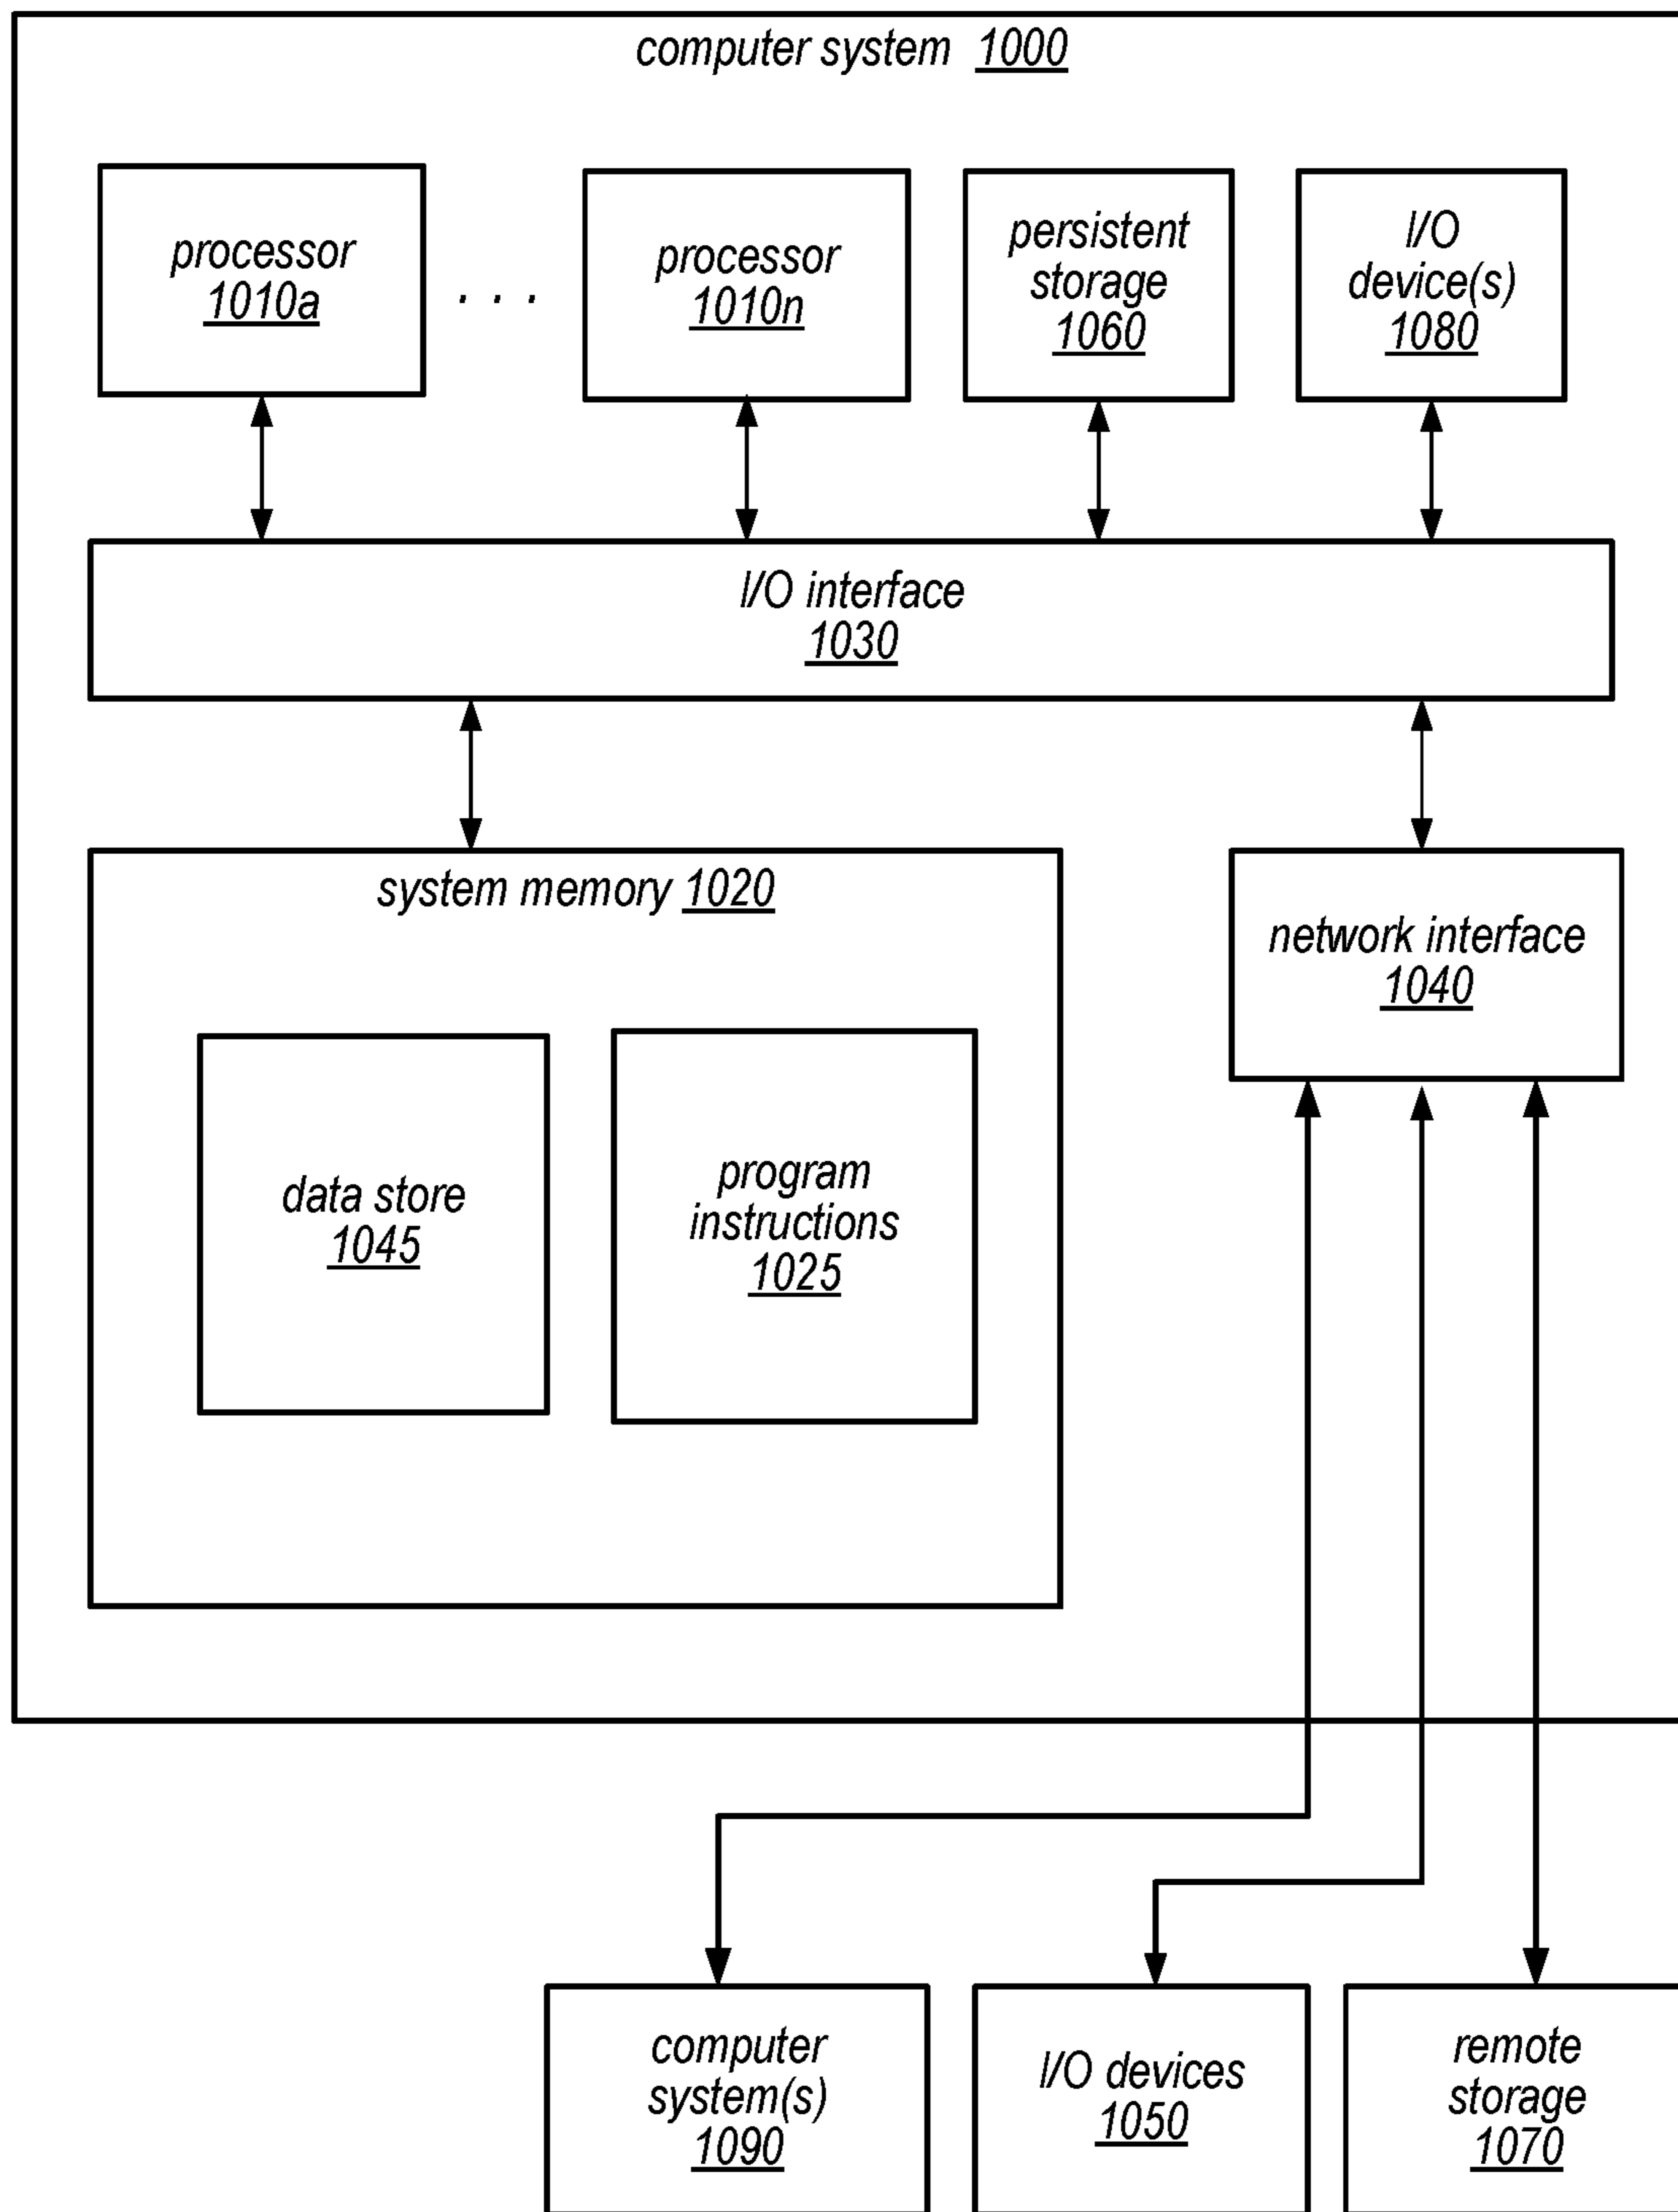 computer system 1000
processor
1010a
. . .
processor
1010n
persistent
storage
1060
I/O
device(s)
1080
I/O interface
1030
system memory 1020
network interface
1040
data store
1045
program
instructions
1025
computer
system(s)
1090
I/O devices
1050
remote
storage
1070